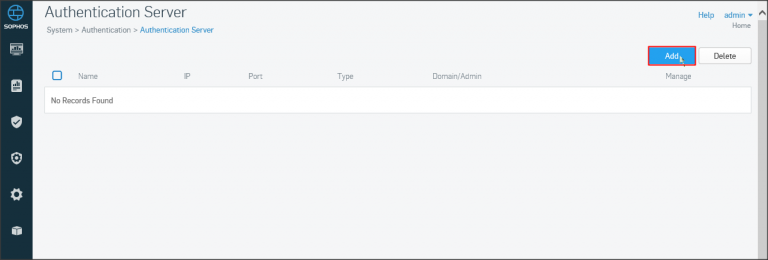 SOPHOS
Authentication Server
System > Authentication > Authentication Server
Help admin
Home
Add Delete
Name IP Port Type Domain/Admin Manage
No Records Found